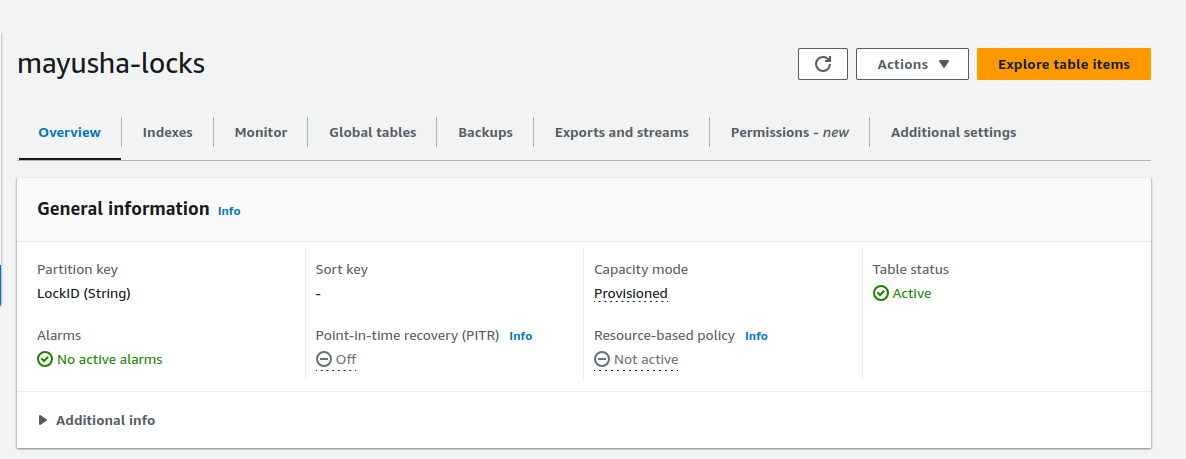 mayusha-locks
Actions
Explore table items
Overview
Indexes
Monitor
Global tables
Backups
Exports and streams
Permissions - new
Additional settings
General information Info
Partition key
LockID (String)
Sort key
-
Capacity mode
Provisioned
Table status
Active
Alarms
No active alarms
Point-in-time recovery (PITR) Info
Off
Resource-based policy Info
Not active
Additional info